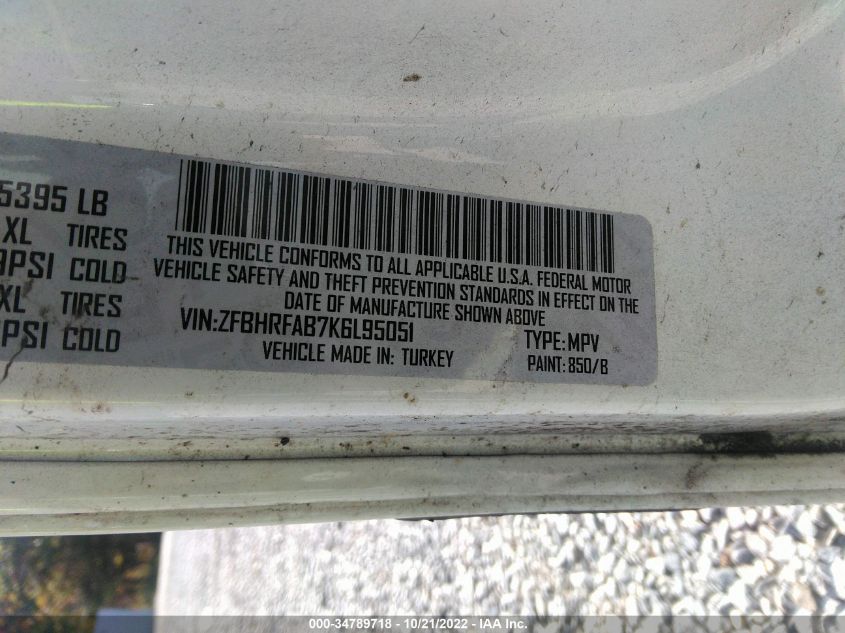 5395 LB
XL TIRES
PSI COLD
XL TIRES
PSI COLD
THIS VEHICLE CONFORMS TO ALL APPLICABLE U.S.A. FEDERAL MOTOR
VEHICLE SAFETY AND THEFT PREVENTION STANDARDS IN EFFECT ON THE
DATE OF MANUFACTURE SHOWN ABOVE
VIN:ZFBHRFAB7K6L95051 TYPE:MPV
VEHICLE MADE IN: TURKEY PAINT: 850/B
000-34789718 - 10/21/2022 - IAA Inc.